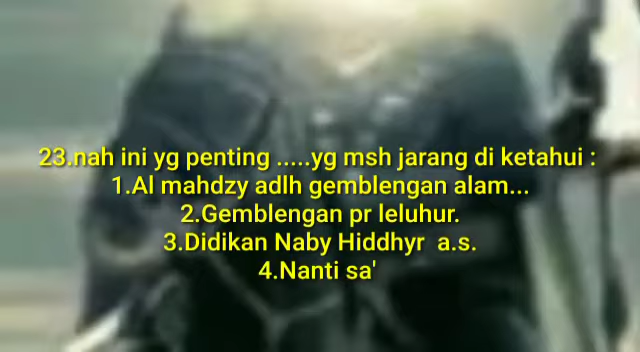 23.nah ini yg penting .....yg msh jarang di ketahui :
1.Al mahdzy adlh gemblengan alam...
2.Gemblengan pr leluhur.
3.Didikan Naby Hiddhyr a.s.
4.Nanti sa'